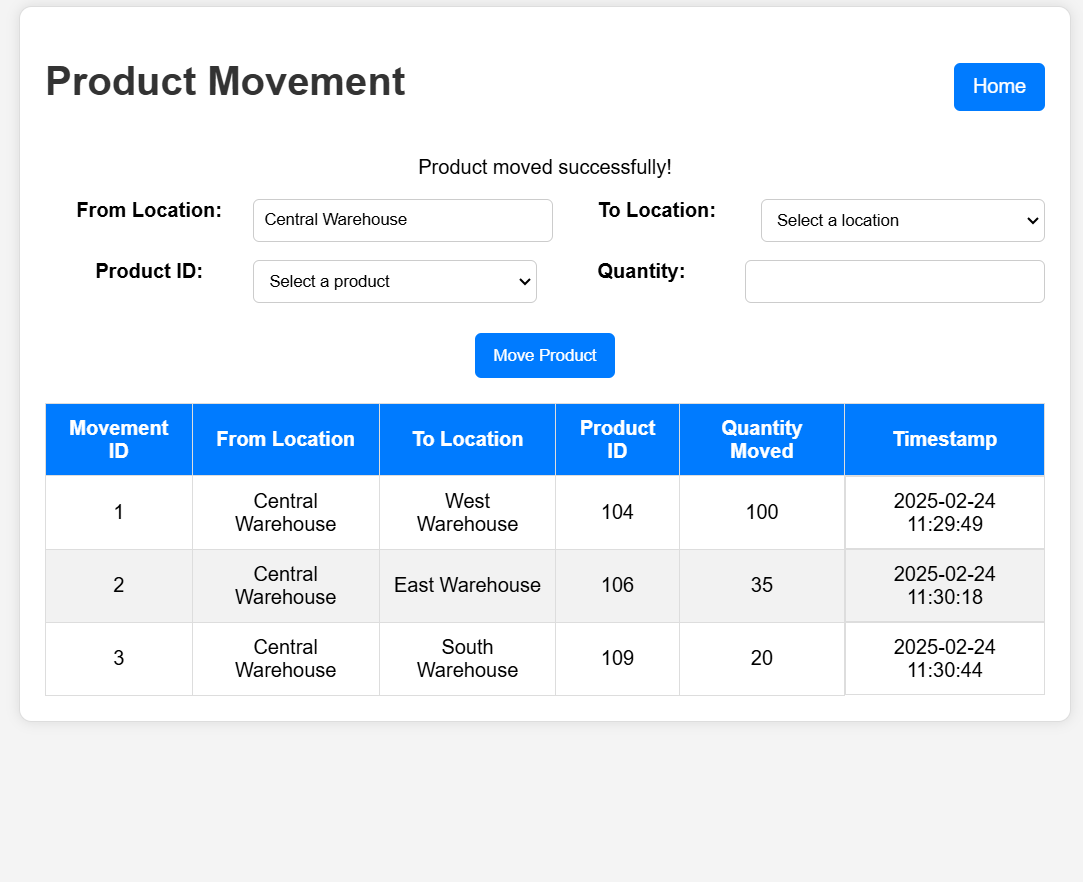 Product Movement
Home
Product moved successfully!
From Location:
Central Warehouse
To Location:
Select a location
Product ID:
Select a product
Quantity:
Move Product
Movement
ID
From Location
To Location
Product
ID
Quantity
Moved
Timestamp
1
Central
Warehouse
West
Warehouse
104
100
2025-02-24
11:29:49
2
Central
Warehouse
East Warehouse
106
35
2025-02-24
11:30:18
3
Central
Warehouse
South
Warehouse
109
20
2025-02-24
11:30:44